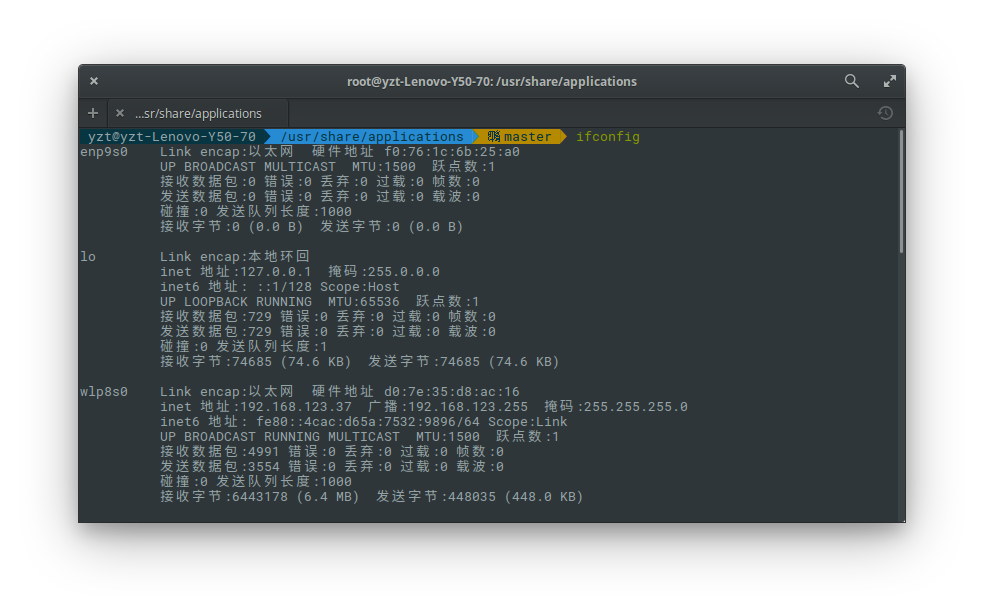 root@yzt-Lenovo-Y50-70: /usr/share/applications
...sr/share/applications
yzt@yzt-Lenovo-Y50-70 /usr/share/applications master ifconfig
enp9s0 Link encap:以太网 硬件地址 f0:76:1c:6b:25:a0
UP BROADCAST MULTICAST MTU:1500 跃点数:1
接收数据包:0 错误:0 丢弃:0 过载:0 帧数:0
发送数据包:0 错误:0 丢弃:0 过载:0 载波:0
碰撞:0 发送队列长度:1000
接收字节:0 (0.0 B) 发送字节:0 (0.0 B)
lo Link encap:本地环回
inet 地址:127.0.0.1 掩码:255.0.0.0
inet6 地址: ::1/128 Scope:Host
UP LOOPBACK RUNNING MTU:65536 跃点数:1
接收数据包:729 错误:0 丢弃:0 过载:0 帧数:0
发送数据包:729 错误:0 丢弃:0 过载:0 载波:0
碰撞:0 发送队列长度:1
接收字节:74685 (74.6 KB) 发送字节:74685 (74.6 KB)
wlp8s0 Link encap:以太网 硬件地址 d0:7e:35:d8:ac:16
inet 地址:192.168.123.37 广播:192.168.123.255 掩码:255.255.255.0
inet6 地址: fe80::4cac:d65a:7532:9896/64 Scope:Link
UP BROADCAST RUNNING MULTICAST MTU:1500 跃点数:1
接收数据包:4991 错误:0 丢弃:0 过载:0 帧数:0
发送数据包:3554 错误:0 丢弃:0 过载:0 载波:0
碰撞:0 发送队列长度:1000
接收字节:6443178 (6.4 MB) 发送字节:448035 (448.0 KB)